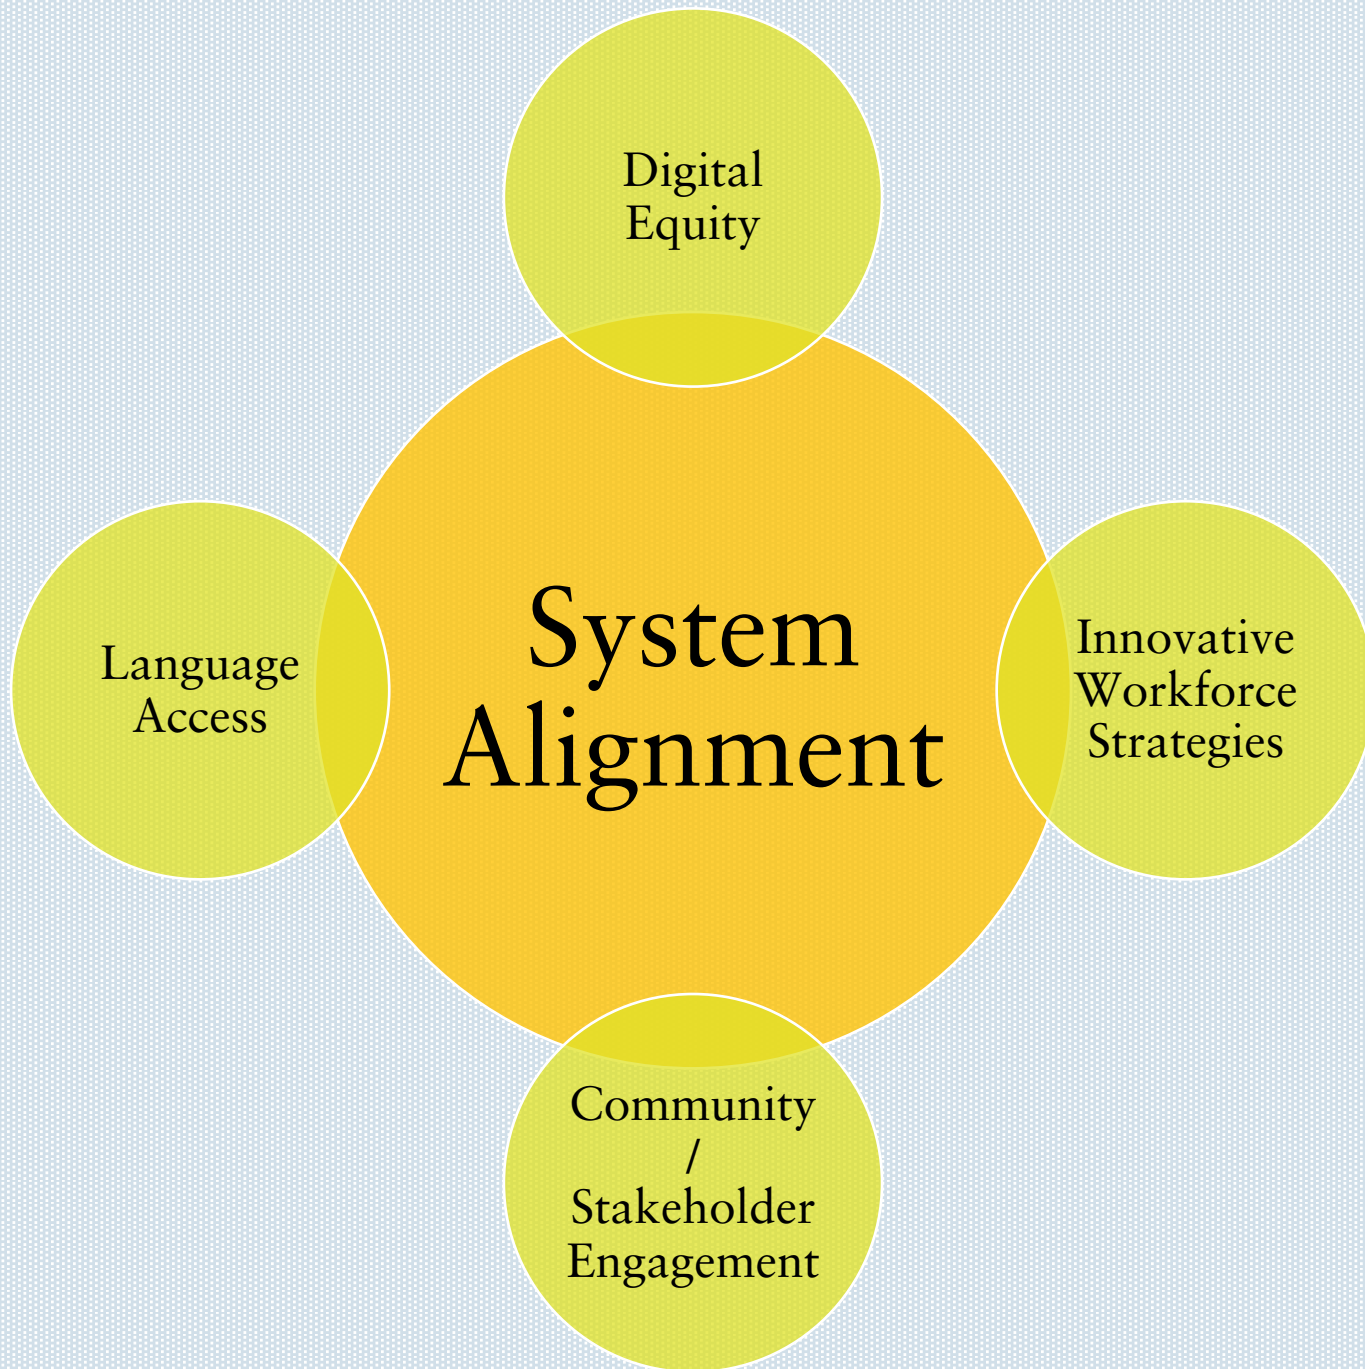 Digital
Equity
Language
Access
System
Alignment
Innovative
Workforce
Strategies
Community
/
Stakeholder
Engagement